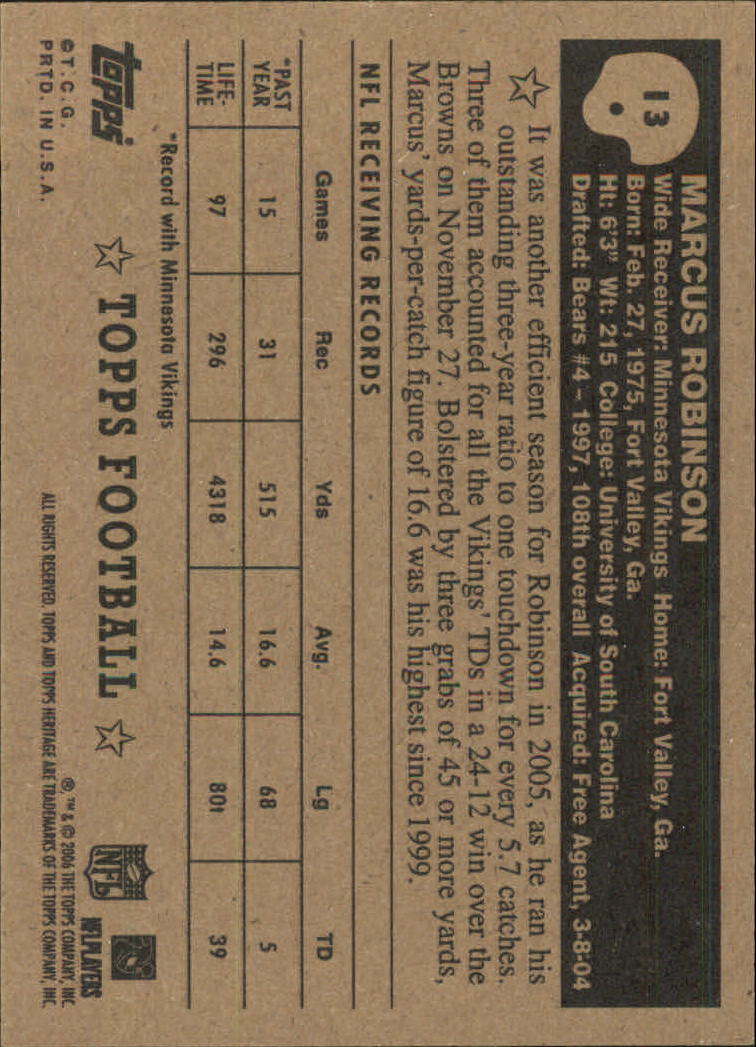 13
MARCUS ROBINSON
Wide Receiver: Minnesota Vikings Home: Fort Valley, Ga.
Born: Feb. 27, 1975, Fort Valley, Ga.
Ht: 6'3" Wt: 215 College: University of South Carolina
Drafted: Bears #4 – 1997, 108th overall Acquired: Free Agent, 3-8-04
It was another efficient season for Robinson in 2005, as he ran his
outstanding three-year ratio to one touchdown for every 5.7 catches.
Three of them accounted for all the Vikings' TDs in a 24-12 win over the
Browns on November 27. Bolstered by three grabs of 45 or more yards,
Marcus' yards-per-catch figure of 16.6 was his highest since 1999.
NFL RECEIVING RECORDS
Games Rec Yds Avg. Lg TD
*PAST
YEAR 15 31 515 16.6 68 5
LIFE-
TIME 97 296 4318 14.6 80t 39
*Record with Minnesota Vikings
Topps
©T.C.G.
PRTD. IN U.S.A.
TOPPS FOOTBALL
NFL
NFLPLAYERS
®, ™ & © 2006 THE TOPPS COMPANY, INC.
ALL RIGHTS RESERVED. TOPPS AND TOPPS HERITAGE ARE TRADEMARKS OF THE TOPPS COMPANY, INC.